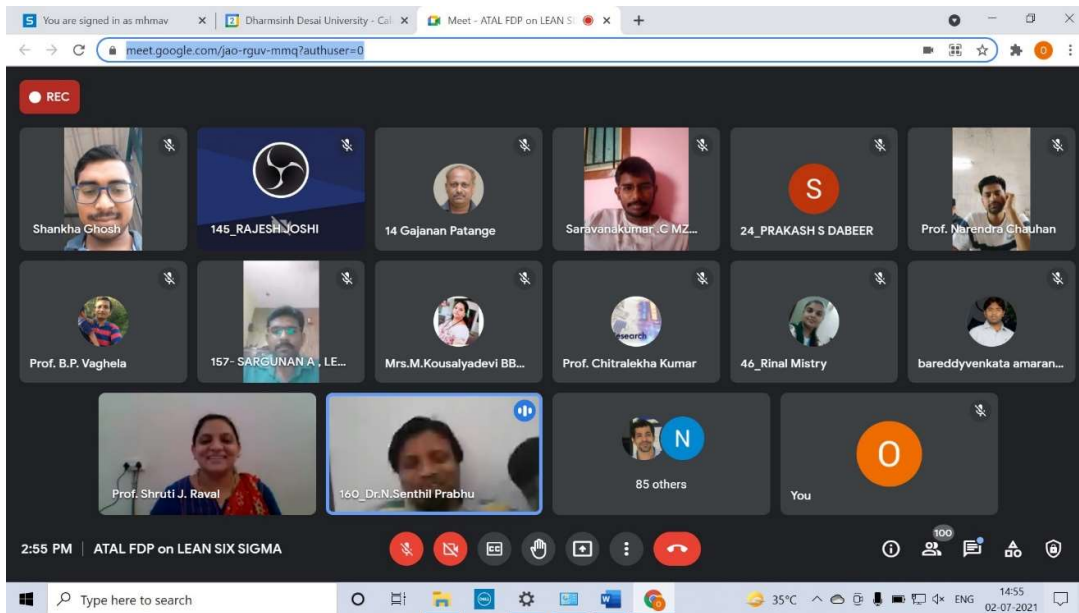 You are signed in as mhmav
Dharmsinh Desai University - Cal
Meet - ATAL FDP on LEAN S
meet.google.com/jao-rguv-mmq?authuser=0
REC
Shankha Ghosh
145_RAJESH JOSHI
14 Gajanan Patange
Saravanakumar .C MZ...
S
24_PRAKASH S DABEER
Prof. Narendra Chauhan
Prof. B.P. Vaghela
157- SARGUNAN A , LE...
Mrs.M.Kousalyadevi BB...
esearch
Prof. Chitralekha Kumar
46_Rinal Mistry
bareddyvenkata amaran...
Prof. Shruti J. Raval
160_Dr.N.Senthil Prabhu
N
85 others
O
You
2:55 PM | ATAL FDP on LEAN SIX SIGMA
CC
100
Type here to search
35°C
ENG
14:55
02-07-2021